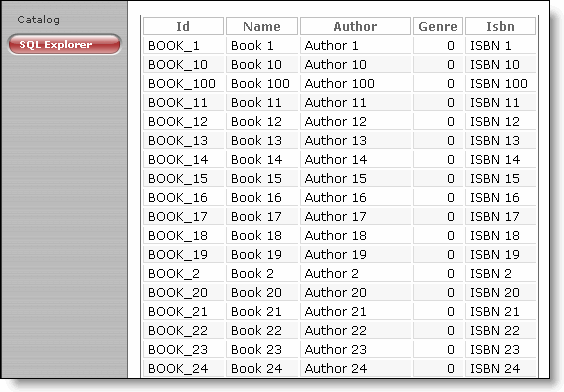 Catalog
SQL Explorer
Id Name Author Genre Isbn
BOOK_1 Book 1 Author 1 0 ISBN 1
BOOK_10 Book 10 Author 10 0 ISBN 10
BOOK_100 Book 100 Author 100 0 ISBN 100
BOOK_11 Book 11 Author 11 0 ISBN 11
BOOK_12 Book 12 Author 12 0 ISBN 12
BOOK_13 Book 13 Author 13 0 ISBN 13
BOOK_14 Book 14 Author 14 0 ISBN 14
BOOK_15 Book 15 Author 15 0 ISBN 15
BOOK_16 Book 16 Author 16 0 ISBN 16
BOOK_17 Book 17 Author 17 0 ISBN 17
BOOK_18 Book 18 Author 18 0 ISBN 18
BOOK_19 Book 19 Author 19 0 ISBN 19
BOOK_2 Book 2 Author 2 0 ISBN 2
BOOK_20 Book 20 Author 20 0 ISBN 20
BOOK_21 Book 21 Author 21 0 ISBN 21
BOOK_22 Book 22 Author 22 0 ISBN 22
BOOK_23 Book 23 Author 23 0 ISBN 23
BOOK_24 Book 24 Author 24 0 ISBN 24